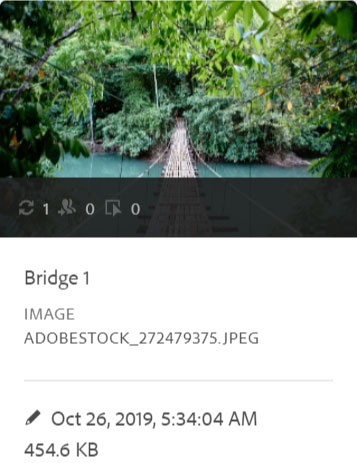 1 0 0
Bridge 1
IMAGE
ADOBESTOCK_272479375.JPEG
Oct 26, 2019, 5:34:04 AM
454.6 KB